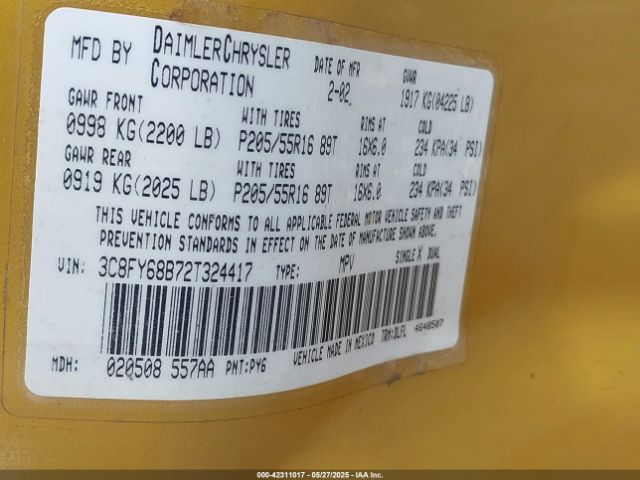 MFD BY DAIMLERCHRYSLER CORPORATION DATE OF MFR 2-02 GVWR 1917 KG(04225 LB)
GAWR FRONT WITH TIRES RIMS AT COLD
0998 KG(2200 LB) P205/55R16 89T 16X6.0 234 KPA(34 PSI)
GAWR REAR WITH TIRES RIMS AT COLD
0919 KG(2025 LB) P205/55R16 89T 16X6.0 234 KPA(34 PSI)
THIS VEHICLE CONFORMS TO ALL APPLICABLE FEDERAL MOTOR VEHICLE SAFETY AND THEFT
PREVENTION STANDARDS IN EFFECT ON THE DATE OF MANUFACTURE SHOWN ABOVE.
VIN: 3C8FY68B72T324417 TYPE: MPV SINGLE X DUAL
VEHICLE MADE IN MEXICO TRM:DLFL 4648507
MDH: 020508 557AA PNT:PY6
000-42311017 - 05/27/2025 - IAAI.COM